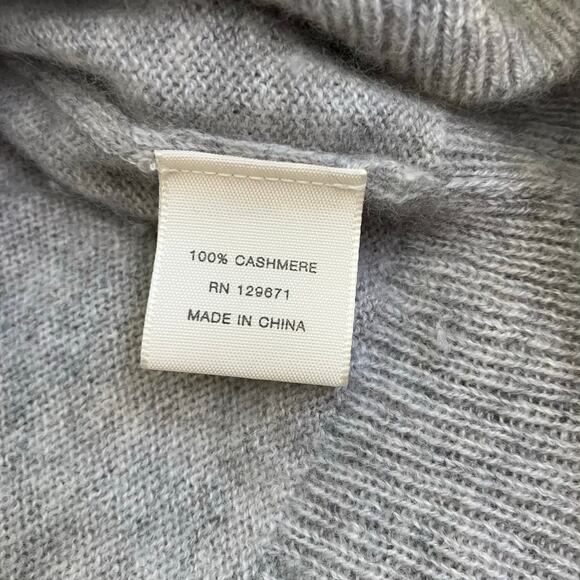 100% CASHMERE
RN 129671
MADE IN CHINA